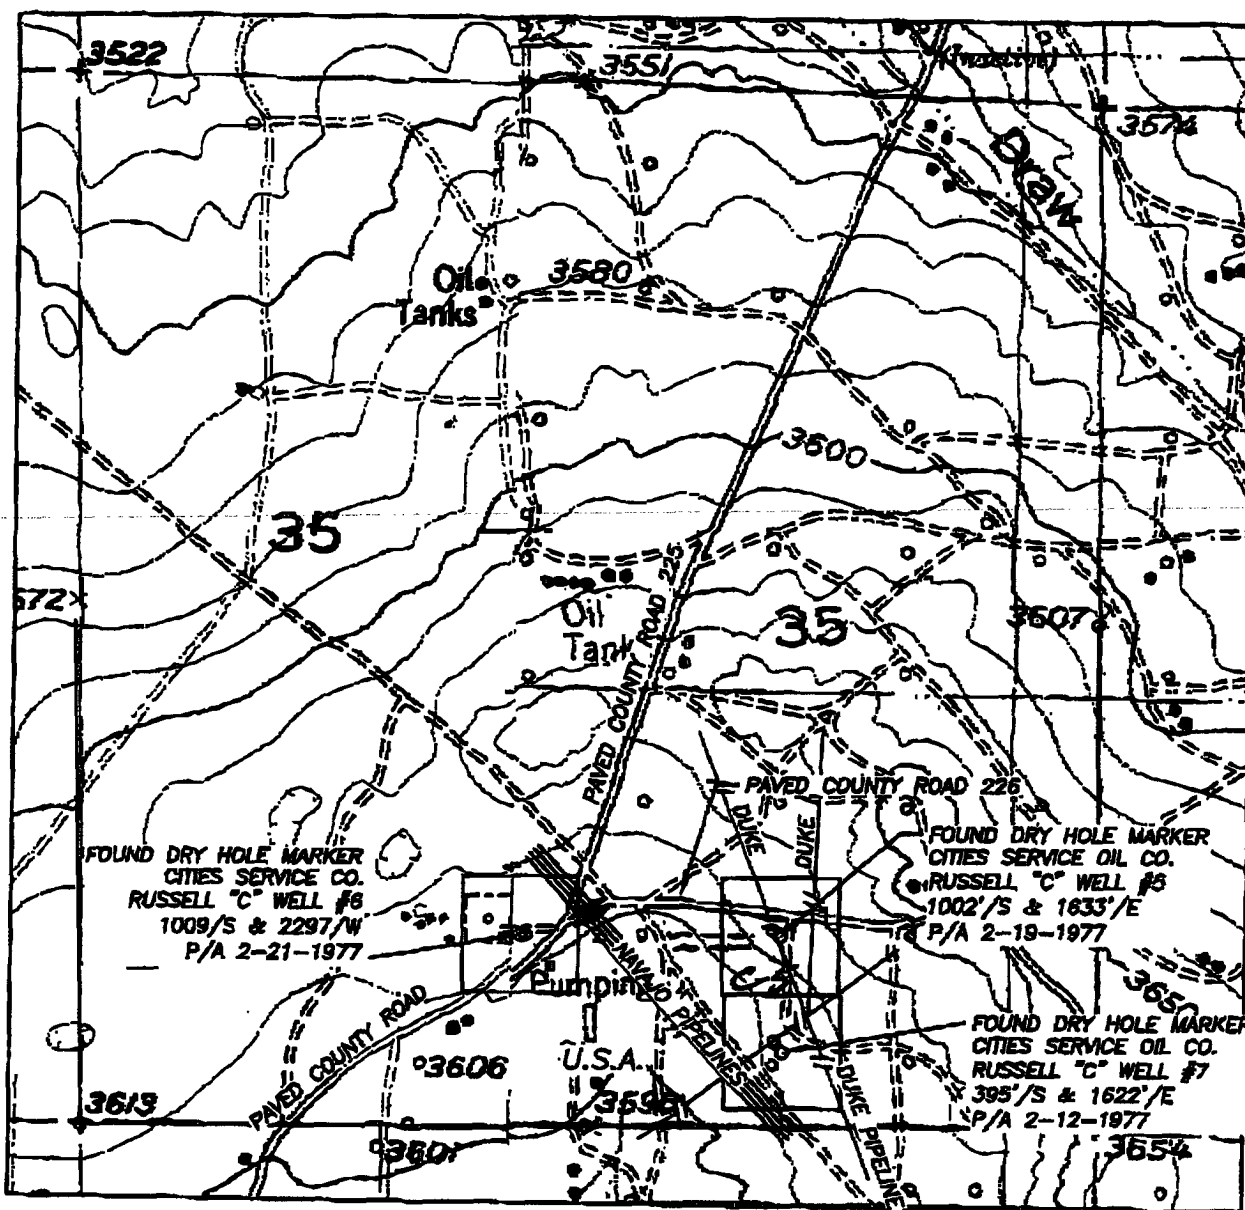 3522
3551
(Inactive)
3574
Draw
Oil
Tanks
3580
3600
35
PAVED COUNTY ROAD 225
Oil
Tank
35
3607
PAVED COUNTY ROAD 226
DUKE
DUKE
FOUND DRY HOLE MARKER
CITIES SERVICE CO.
RUSSELL "C" WELL #6
1009/S & 2297/W
P/A 2-21-1977
FOUND DRY HOLE MARKER
CITIES SERVICE OIL CO.
RUSSELL "C" WELL #5
1002'/S & 1633'/E
P/A 2-19-1977
NAVAJO PIPELINES
3650
PAVED COUNTY ROAD
FOUND DRY HOLE MARKER
CITIES SERVICE OIL CO.
RUSSELL "C" WELL #7
395'/S & 1622'/E
P/A 2-12-1977
U.S.A.
3606
DUKE PIPELINE
3613
3654